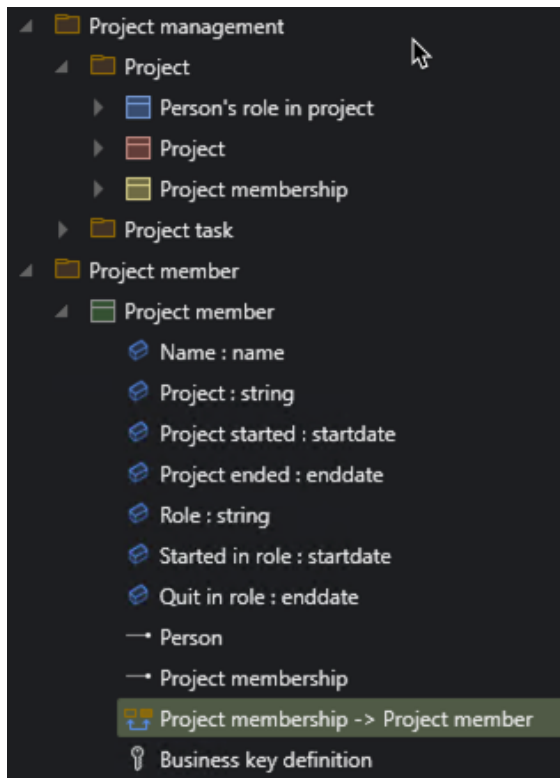 Project management
Project
Person's role in project
Project
Project membership
Project task
Project member
Project member
Name : name
Project : string
Project started : startdate
Project ended : enddate
Role : string
Started in role : startdate
Quit in role : enddate
Person
Project membership
Project membership -> Project member
Business key definition